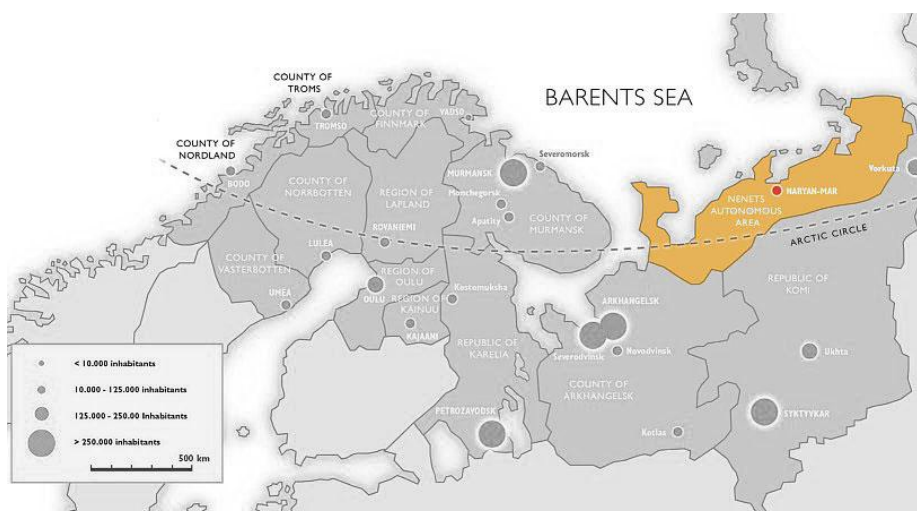 COUNTY OF
TROMS
BARENTS SEA
COUNTY OF
FINNMARK
VADSO
TROMSO
COUNTY OF
NORDLAND
BODO
MURMANSK
Severomorsk
Monchegorsk
Apatity
COUNTY OF
MURMANSK
COUNTY OF
NORRBOTTEN
REGION OF
LAPLAND
ROVANIEMI
Vorkuta
NARYAN-MAR
NENETS
AUTONOMOUS
AREA
ARCTIC CIRCLE
LULEA
COUNTY OF
VASTERBOTTEN
UMEA
REGION OF
OULU
OULU
REGION OF
KAINUU
KAJAANI
Kostomuksha
REPUBLIC OF
KOMI
ARKHANGELSK
Severodvinsk
Novodvinsk
REPUBLIC OF
KARELIA
Ukhta
COUNTY OF
ARKHANGELSK
PETROZAVODSK
SYKTYVKAR
Kotlas
< 10.000 inhabitants
10.000 - 125.000 inhabitants
125.000 - 250.00 Inhabitants
> 250.000 inhabitants
500 km